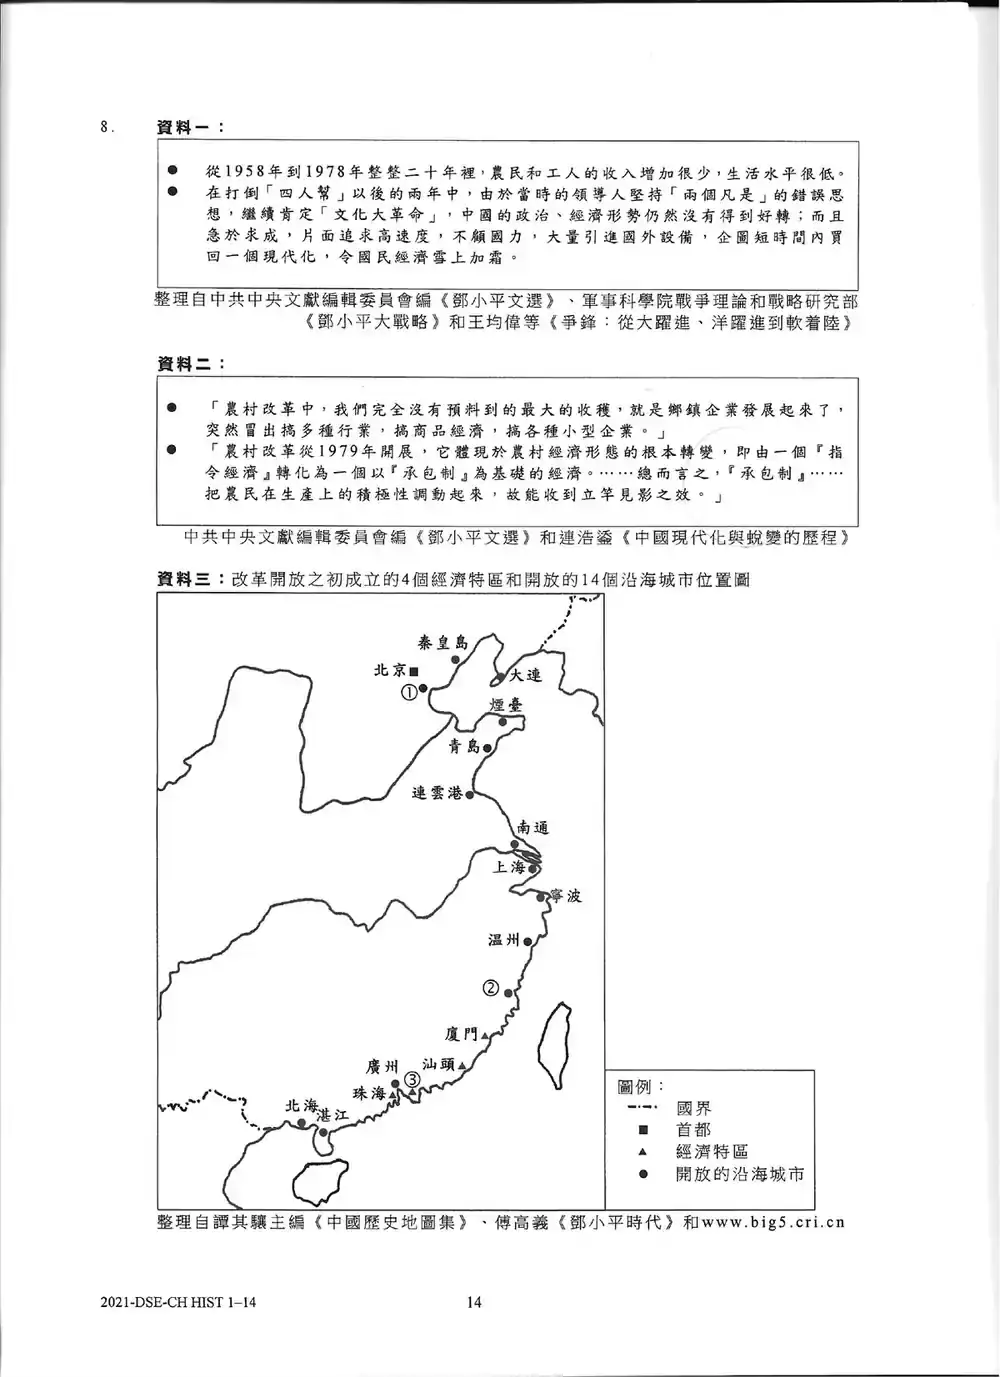 8. 資料一：
● 從1958年到1978年整整二十年裡，農民和工人的收入增加很少，生活水平很低。
● 在打倒「四人幫」以後的兩年中，由於當時的領導人堅持「兩個凡是」的錯誤思
想，繼續肯定「文化大革命」，中國的政治、經濟形勢仍然沒有得到好轉；而且
急於求成，片面追求高速度，不顧國力，大量引進國外設備，企圖短時間內買
回一個現代化，令國民經濟雪上加霜。
整理自中共中央文獻編輯委員會編《鄧小平文選》、軍事科學院戰爭理論和戰略研究部
《鄧小平大戰略》和王均偉等《爭鋒：從大躍進、洋躍進到軟着陸》
資料二：
● 「農村改革中，我們完全沒有預料到的最大的收穫，就是鄉鎮企業發展起來了，
突然冒出搞多種行業，搞商品經濟，搞各種小型企業。」
● 「農村改革從1979年開展，它體現於農村經濟形態的根本轉變，即由一個『指
令經濟』轉化為一個以『承包制』為基礎的經濟。……總而言之，『承包制』……
把農民在生產上的積極性調動起來，故能收到立竿見影之效。」
中共中央文獻編輯委員會編《鄧小平文選》和連浩鋈《中國現代化與蛻變的歷程》
資料三：改革開放之初成立的4個經濟特區和開放的14個沿海城市位置圖
秦皇島
北京
①
大連
煙臺
青島
連雲港
南通
上海
寧波
温州
②
廈門
汕頭
廣州
③
珠海
北海
湛江
圖例：
國界
首都
經濟特區
開放的沿海城市
整理自譚其驤主編《中國歷史地圖集》、傅高義《鄧小平時代》和www.big5.cri.cn
2021-DSE-CH HIST 1–14
14